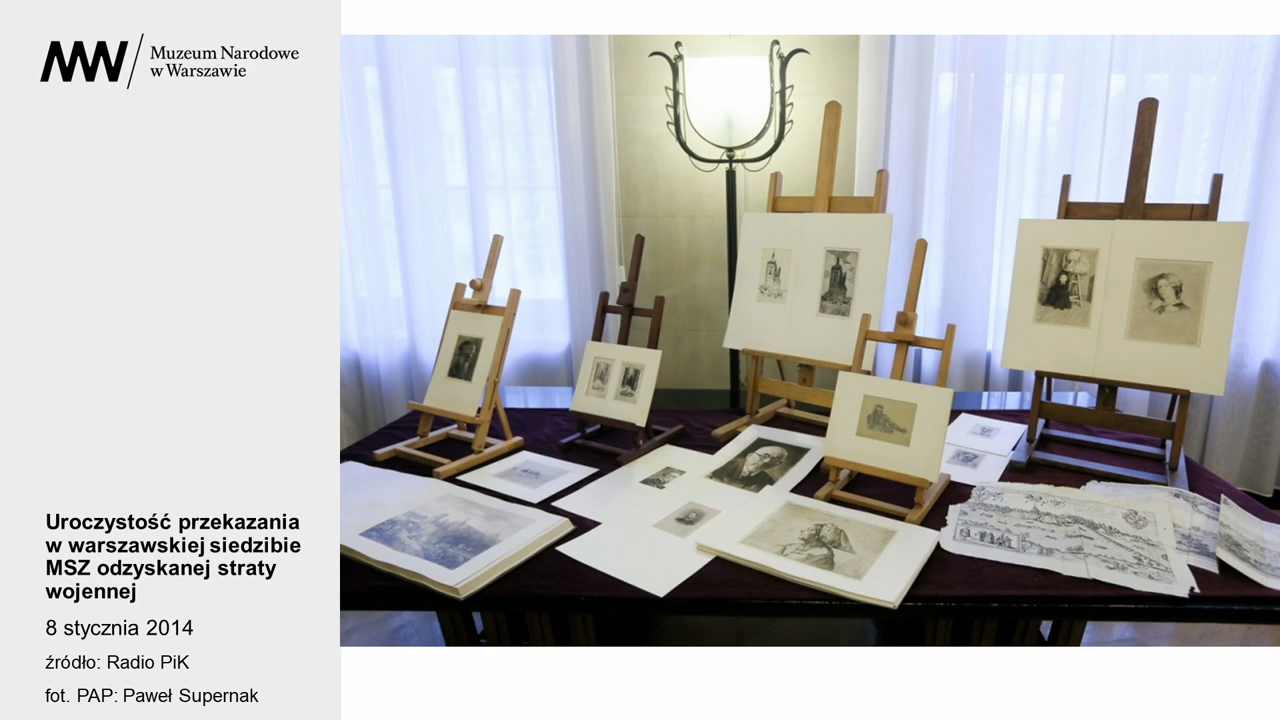 MNW
Muzeum Narodowe
w Warszawie
Uroczystość przekazania
w warszawskiej siedzibie
MSZ odzyskanej straty
wojennej
8 stycznia 2014
źródło: Radio PiK
fot. PAP: Paweł Supernak